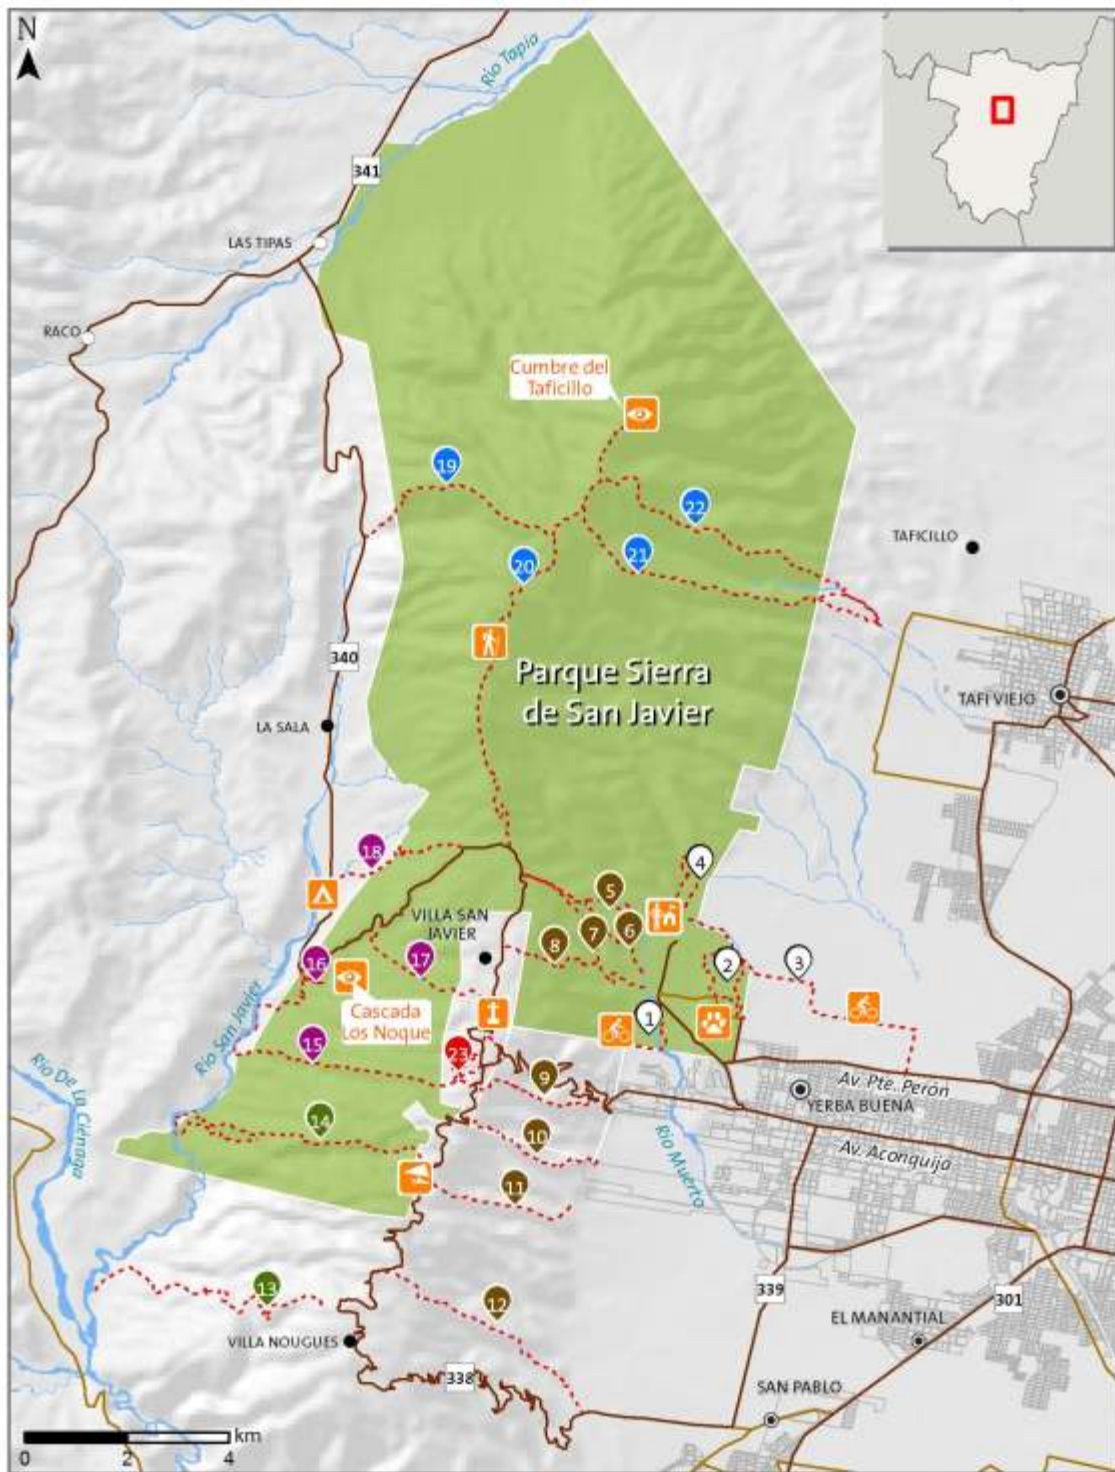 N
Río Tapia
341
LAS TIPAS
RACO
Cumbre del
Taficillo
19
22
TAFICILLO
20
21
340
Parque Sierra
de San Javier
TAFI VIEJO
LA SALA
18
4
5
VILLA SAN
JAVIER
7
6
8
16
17
2
3
Cascada
Los Noque
Río San Javier
1
15
23
9
Av. Pte. Perón
YERBA BUENA
Río De La Ciénaga
14
10
Río Muerto
Av. Aconquija
11
13
12
339
301
EL MANANTIAL
VILLA NOUGUES
338
SAN PABLO
km
0
2
4